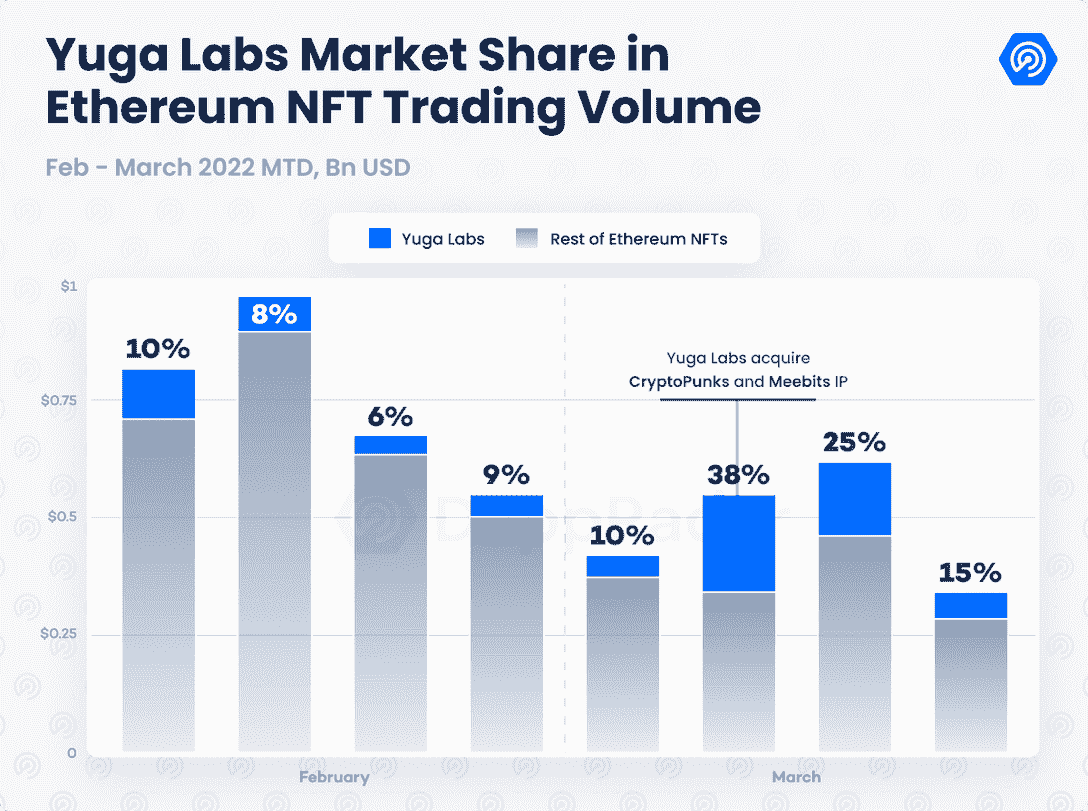 Yuga Labs Market Share in
Ethereum NFT Trading Volume
Feb - March 2022 MTD, Bn USD
Yuga Labs
Rest of Ethereum NFTs
$1
$0.75
$0.5
$0.25
0
10%
8%
6%
9%
10%
38%
25%
15%
Yuga Labs acquire
CryptoPunks and Meebits IP
DappRadar
February
March